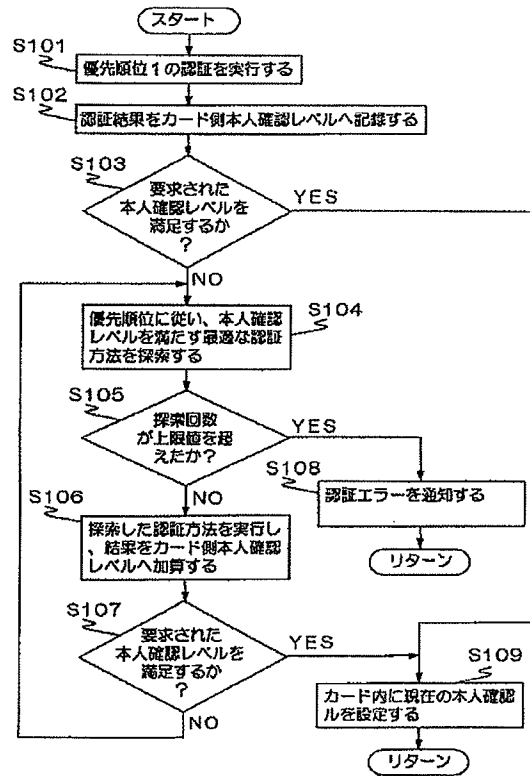 スタート
S101
優先順位1の認証を実行する
S102
認証結果をカード側本人確認レベルへ記録する
S103
要求された
本人確認レベルを
満足するか
?
YES
NO
S104
優先順位に従い、本人確認
レベルを満たす最適な認証
方法を探索する
S105
探索回数
が上限値を超
えたか?
YES
NO
S108
認証エラーを通知する
リターン
S106
探索した認証方法を実行し
、結果をカード側本人確認
レベルへ加算する
S107
要求された
本人確認レベルを
満足するか
?
YES
NO
S109
カード内に現在の本人確認
ルを設定する
リターン